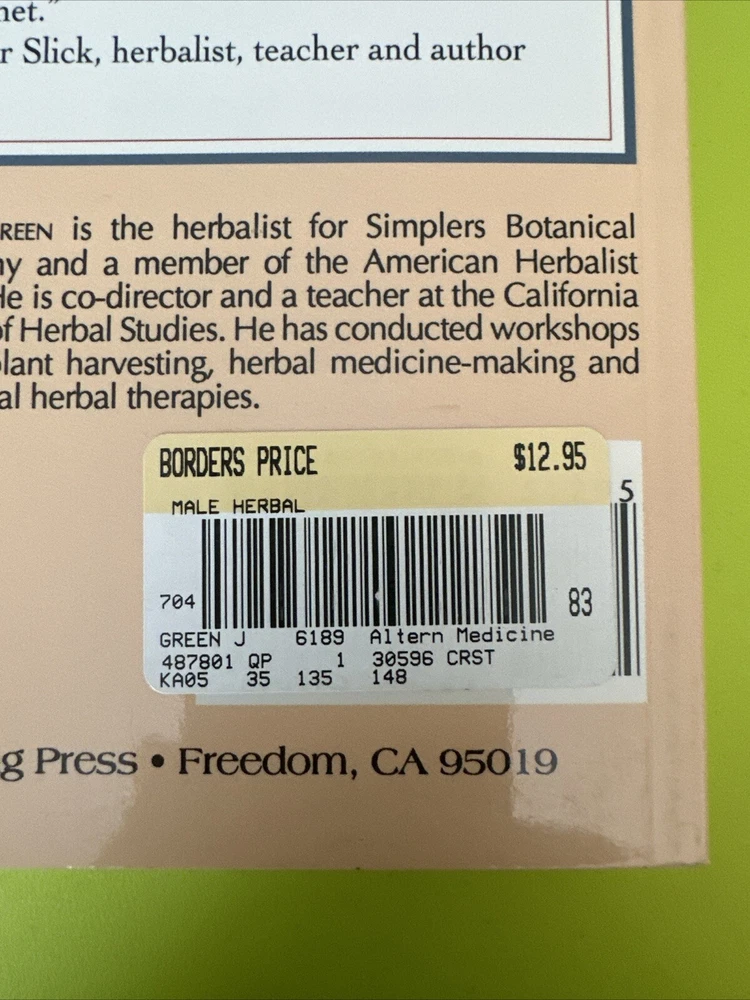 net."
r Slick, herbalist, teacher and author
REEN is the herbalist for Simplers Botanical
ny and a member of the American Herbalist
He is co-director and a teacher at the California
of Herbal Studies. He has conducted workshops
plant harvesting, herbal medicine-making and
al herbal therapies.
BORDERS PRICE $12.95
MALE HERBAL
5
704 83
GREEN J 6189 Altern Medicine
487801 QP 1 30596 CRST
KA05 35 135 148
g Press • Freedom, CA 95019